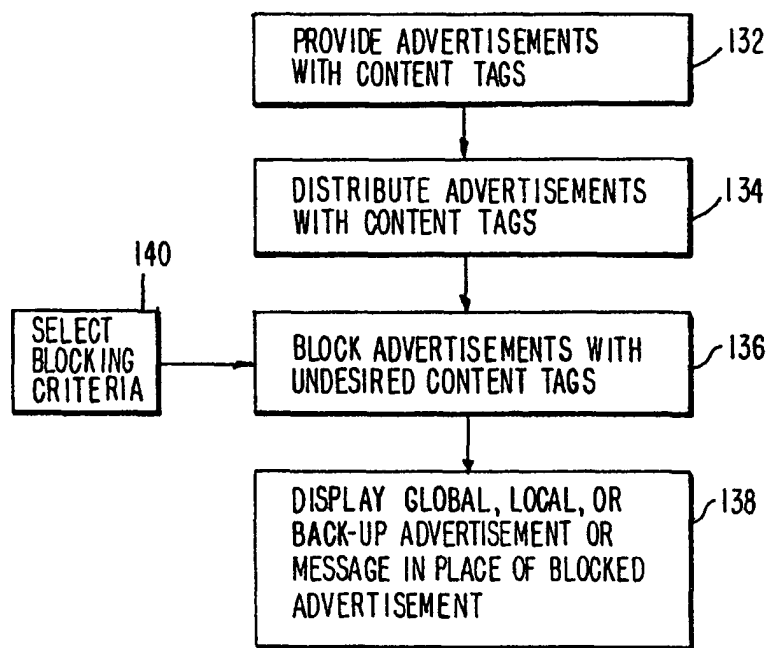 PROVIDE ADVERTISEMENTS
WITH CONTENT TAGS
132
DISTRIBUTE ADVERTISEMENTS
WITH CONTENT TAGS
134
140
SELECT
BLOCKING
CRITERIA
BLOCK ADVERTISEMENTS WITH
UNDESIRED CONTENT TAGS
136
DISPLAY GLOBAL, LOCAL, OR
BACK-UP ADVERTISEMENT OR
MESSAGE IN PLACE OF BLOCKED
ADVERTISEMENT
138